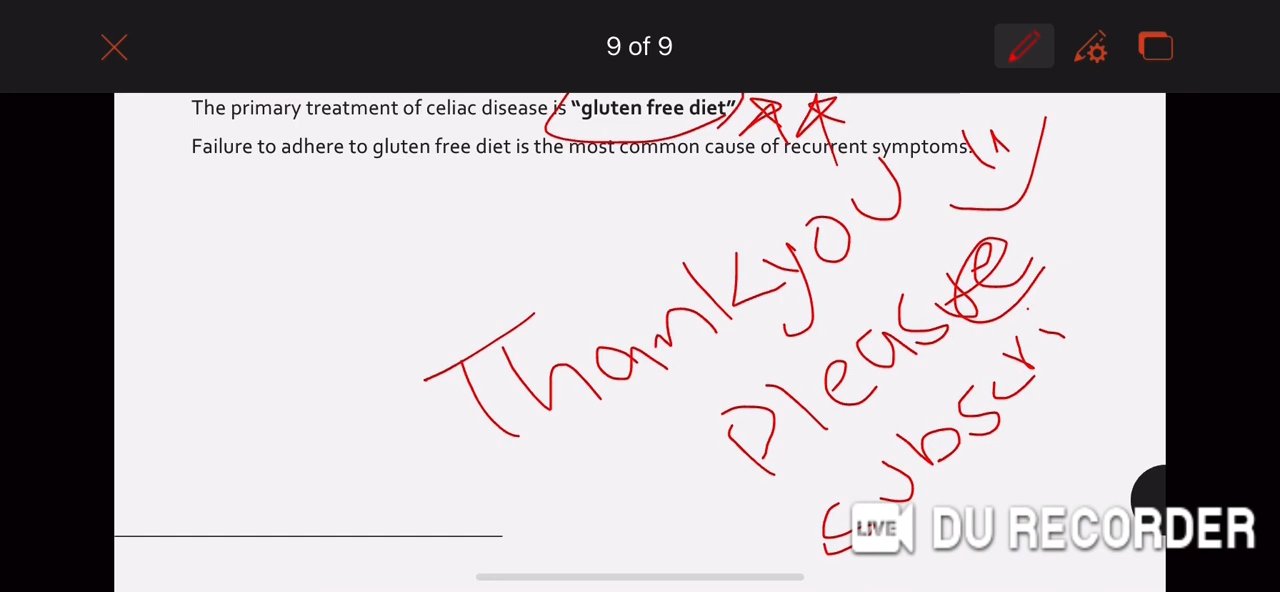 9 of 9
The primary treatment of celiac disease is “gluten free diet”
Failure to adhere to gluten free diet is the most common cause of recurrent symptoms.
Thankyou
Please
Subscri
LIVE DU RECORDER